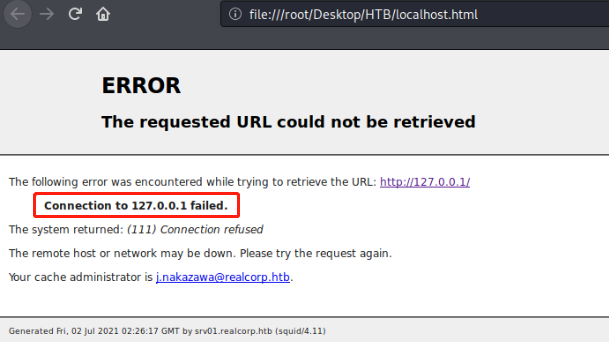 file:///root/Desktop/HTB/localhost.html
ERROR
The requested URL could not be retrieved
The following error was encountered while trying to retrieve the URL: http://127.0.0.1/
Connection to 127.0.0.1 failed.
The system returned: (111) Connection refused
The remote host or network may be down. Please try the request again.
Your cache administrator is j.nakazawa@realcorp.htb.
Generated Fri, 02 Jul 2021 02:26:17 GMT by srv01.realcorp.htb (squid/4.11)